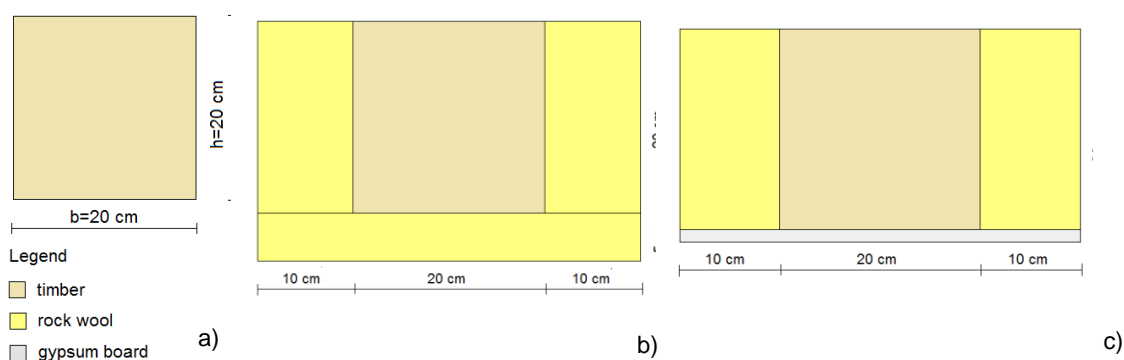 h=20 cm
b=20 cm
Legend
timber
rock wool
gypsum board
a)
10 cm
20 cm
10 cm
b)
10 cm
20 cm
10 cm
c)